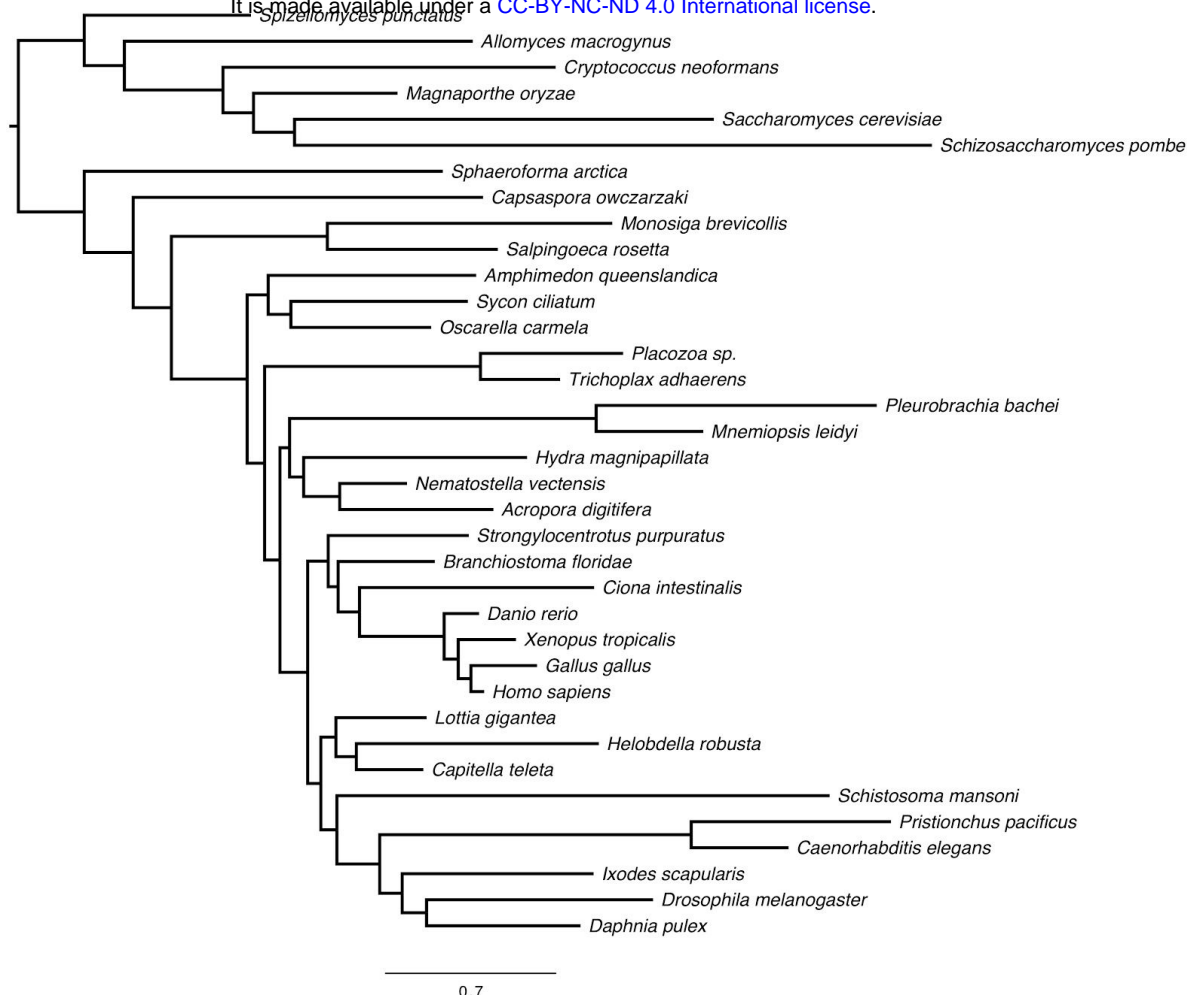 It is made available under a CC-BY-NC-ND 4.0 International license.
Spizellomyces punctatus
Allomyces macrogynus
Cryptococcus neoformans
Magnaporthe oryzae
Saccharomyces cerevisiae
Schizosaccharomyces pombe
Sphaeroforma arctica
Capsaspora owczarzaki
Monosiga brevicollis
Salpingoeca rosetta
Amphimedon queenslandica
Sycon ciliatum
Oscarella carmela
Placozoa sp.
Trichoplax adhaerens
Pleurobrachia bachei
Mnemiopsis leidyi
Hydra magnipapillata
Nematostella vectensis
Acropora digitifera
Strongylocentrotus purpuratus
Branchiostoma floridae
Ciona intestinalis
Danio rerio
Xenopus tropicalis
Gallus gallus
Homo sapiens
Lottia gigantea
Helobdella robusta
Capitella teleta
Schistosoma mansoni
Pristionchus pacificus
Caenorhabditis elegans
Ixodes scapularis
Drosophila melanogaster
Daphnia pulex
0.7